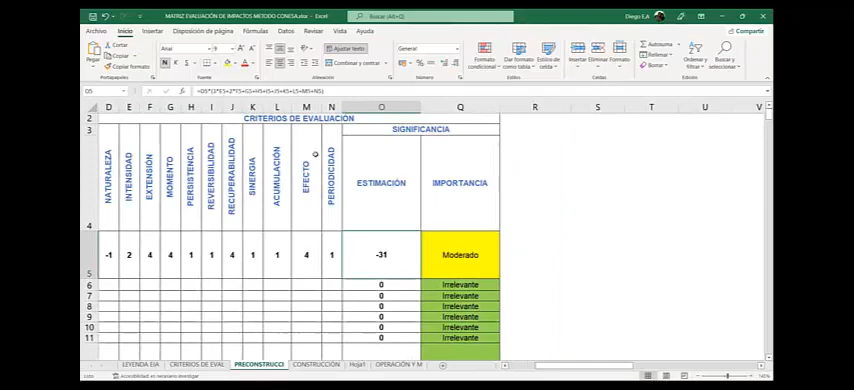 MATRIZ EVALUACIÓN DE IMPACTOS METODO CONESA.xlsx - Excel
Buscar (Alt+Q)
Diego E.A
Archivo Inicio Insertar Disposición de página Fórmulas Datos Revisar Vista Ayuda
Compartir
Pegar
Cortar
Copiar
Arial 9
Ajustar texto
Combinar y centrar
General
Formato condicional
Dar formato como tabla
Estilos de celda
Insertar Eliminar Formato
Autosuma
Ordenar y
Buscar y seleccionar
Portapapeles Fuente Alineación Número Estilos Celdas
O5
D E F G H I J K L M N O Q R S T U V
2 CRITERIOS DE EVALUACIÓN
3 SIGNIFICANCIA
4 NATURALEZA INTENSIDAD EXTENSIÓN MOMENTO PERSISTENCIA REVERSIBILIDAD RECUPERABILIDAD SINERGIA ACUMULACIÓN EFECTO PERIODICIDAD ESTIMACIÓN IMPORTANCIA
5 -1 2 4 4 1 1 4 1 1 4 1 -31 Moderado
6 0 Irrelevante
7 0 Irrelevante
8 0 Irrelevante
9 0 Irrelevante
10 0 Irrelevante
11 0 Irrelevante
LEYENDA EIA CRITERIOS DE EVAL PRECONSTRUCCI CONSTRUCCIÓN Hoja1 OPERACIÓN Y M
Listo Accesibilidad: es necesario investigar